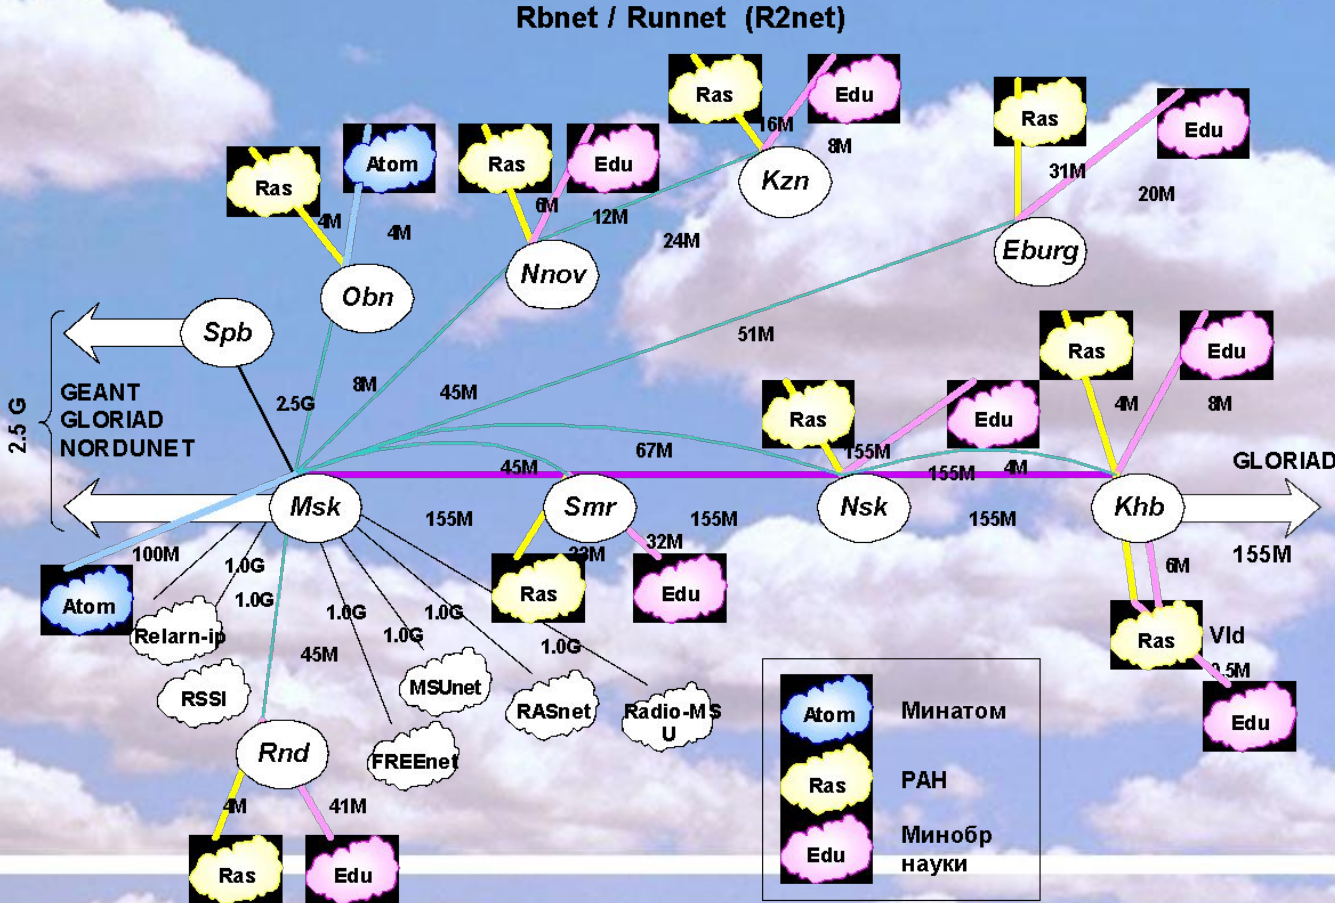 Rbnet / Runnet (R2net)
Ras
Edu
16M
8M
Kzn
Ras
Edu
31M
20M
Eburg
Ras
Atom
4M
4M
Obn
Ras
Edu
6M
12M
24M
Nnov
Spb
2.5 G
GEANT
GLORIAD
NORDUNET
2.5G
8M
45M
51M
67M
45M
Ras
Edu
155M
155M
4M
Ras
Edu
4M
8M
GLORIAD
155M
Msk
155M
Smr
155M
Nsk
155M
Khb
100M
Atom
1.0G
1.0G
Relarn-ip
RSSI
45M
1.0G
1.0G
1.0G
1.0G
MSUnet
RASnet
Radio-MS
U
FREEnet
32M
Ras
Edu
6M
Ras
Vld
Edu
Rnd
4M
41M
Ras
Edu
Atom
Минатом
Ras
РАН
Edu
Минобр
науки